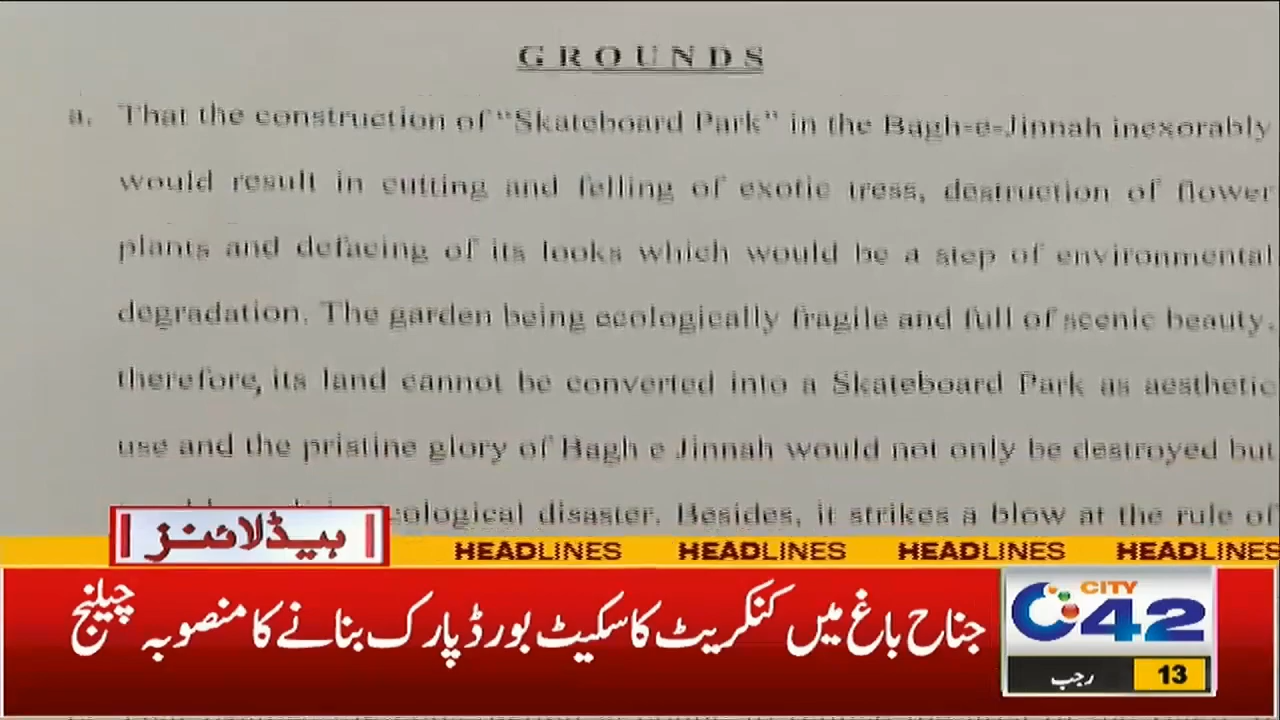 GROUNDS
a. That the construction of "Skateboard Park" in the Bagh-e-Jinnah inexorably
would result in cutting and felling of exotic tress, destruction of flower
plants and defacing of its looks which would be a step of environmental
degradation. The garden being ecologically fragile and full of scenic beauty,
therefore, its land cannot be converted into a Skateboard Park as aesthetic
use and the pristine glory of Bagh e Jinnah would not only be destroyed but
disaster. Besides, it strikes a blow at the rule of
ہیڈلائنز
HEADLINES HEADLINES HEADLINES HEADLINES
جناح باغ میں کنکریٹ کا سکیٹ بورڈ پارک بنانے کا منصوبہ چیلنج
CITY 42
رجب 13